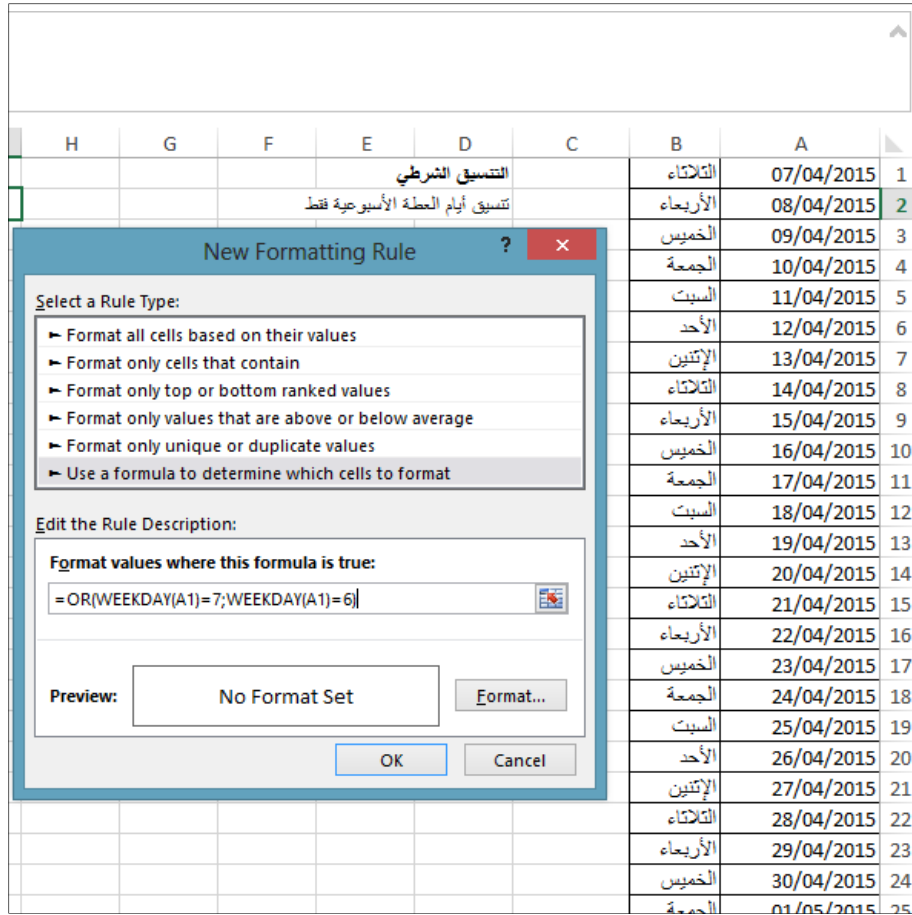 H G F E D C B A
التنسيق الشرطي الثلاثاء 07/04/2015 1
تنسيق أيام العطة الأسبوعية فقط الأربعاء 08/04/2015 2
الخميس 09/04/2015 3
الجمعة 10/04/2015 4
السبت 11/04/2015 5
الأحد 12/04/2015 6
الإثنين 13/04/2015 7
الثلاثاء 14/04/2015 8
الأربعاء 15/04/2015 9
الخميس 16/04/2015 10
الجمعة 17/04/2015 11
السبت 18/04/2015 12
الأحد 19/04/2015 13
الإثنين 20/04/2015 14
الثلاثاء 21/04/2015 15
الأربعاء 22/04/2015 16
الخميس 23/04/2015 17
الجمعة 24/04/2015 18
السبت 25/04/2015 19
الأحد 26/04/2015 20
الإثنين 27/04/2015 21
الثلاثاء 28/04/2015 22
الأربعاء 29/04/2015 23
الخميس 30/04/2015 24
الجمعة 01/05/2015 25
New Formatting Rule ?
Select a Rule Type:
► Format all cells based on their values
► Format only cells that contain
► Format only top or bottom ranked values
► Format only values that are above or below average
► Format only unique or duplicate values
► Use a formula to determine which cells to format
Edit the Rule Description:
Format values where this formula is true:
=OR(WEEKDAY(A1)=7;WEEKDAY(A1)=6)
Preview: No Format Set Format...
OK Cancel